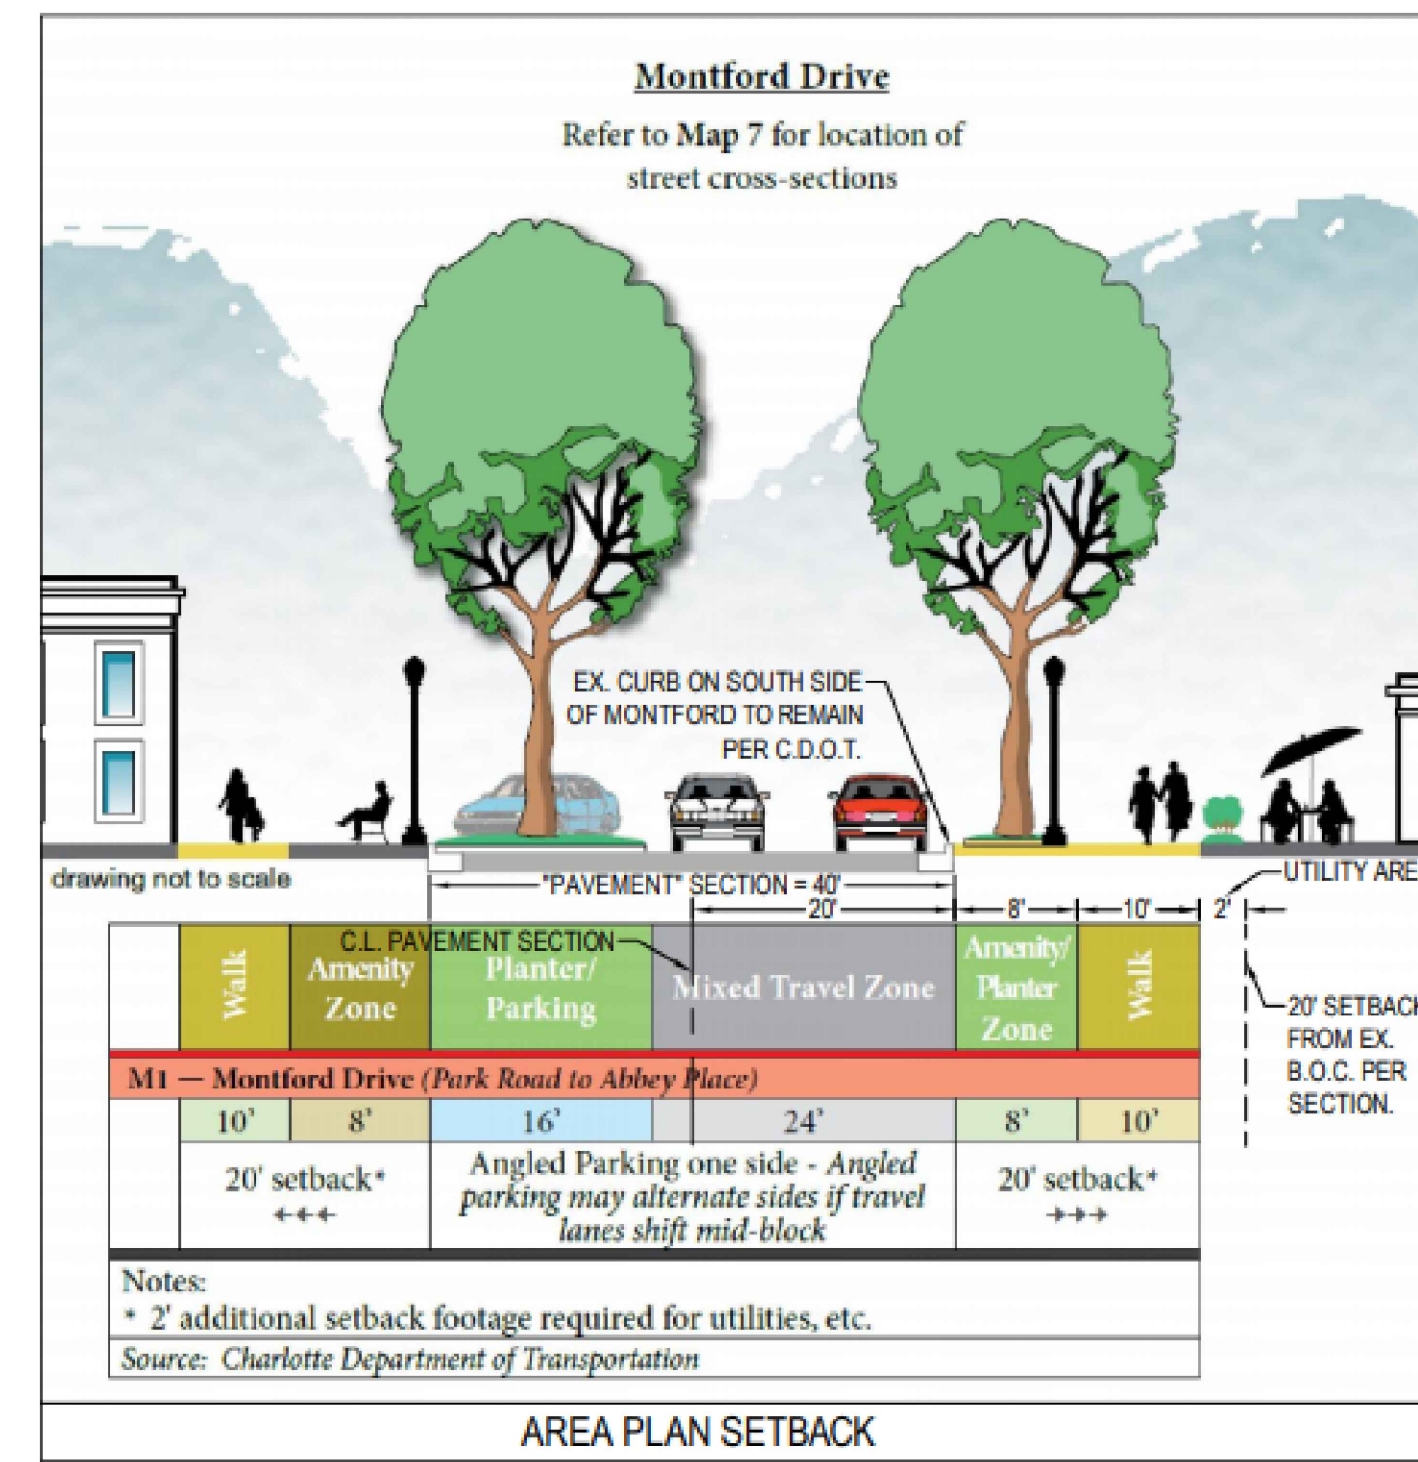 Montford Drive
Refer to Map 7 for location of
street cross-sections
EX. CURB ON SOUTH SIDE
OF MONTFORD TO REMAIN
PER C.D.O.T.
drawing not to scale
"PAVEMENT" SECTION = 40'
UTILITY ARE
20'
8'
10'
2'
C.L. PAVEMENT SECTION
Walk
Amenity
Zone
Planter/
Parking
Mixed Travel Zone
Amenity/
Planter
Zone
Walk
20' SETBACK
FROM EX.
B.O.C. PER
SECTION.
M1 — Montford Drive (Park Road to Abbey Place)
10’ 8’ 16’ 24’ 8’ 10’
20' setback*
Angled Parking one side - Angled
parking may alternate sides if travel
lanes shift mid-block
20' setback*
Notes:
* 2' additional setback footage required for utilities, etc.
Source: Charlotte Department of Transportation
AREA PLAN SETBACK